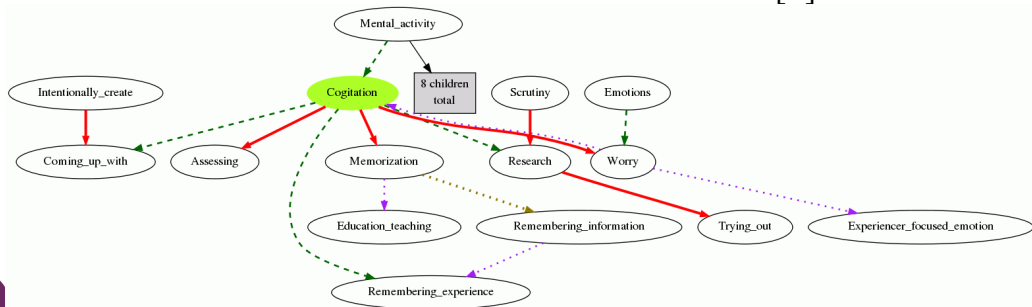 Mental_activity
Intentionally_create
Cogitation
8 children
total
Scrutiny
Emotions
Coming_up_with
Assessing
Memorization
Research
Worry
Education_teaching
Remembering_information
Trying_out
Experiencer_focused_emotion
Remembering_experience